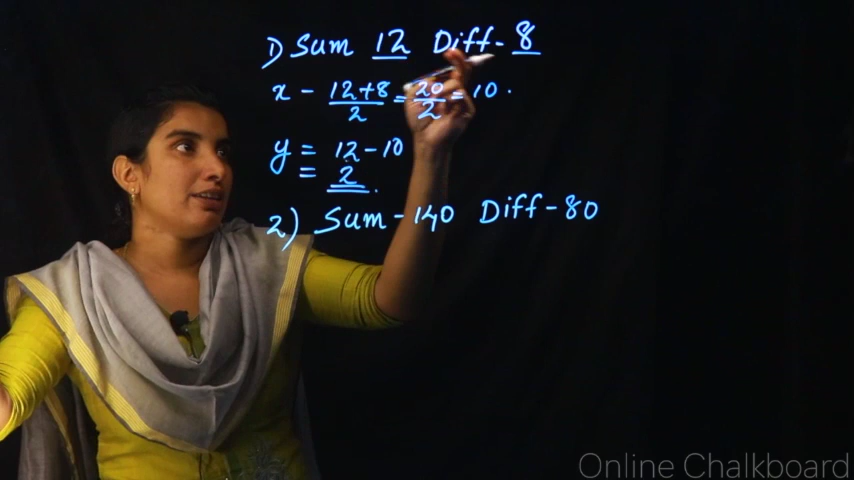 1) Sum 12 Diff- 8
x - 12+8/2 = 20/2 = 10.
y = 12-10
= 2.
2) Sum-140 Diff-80
Online Chalkboard